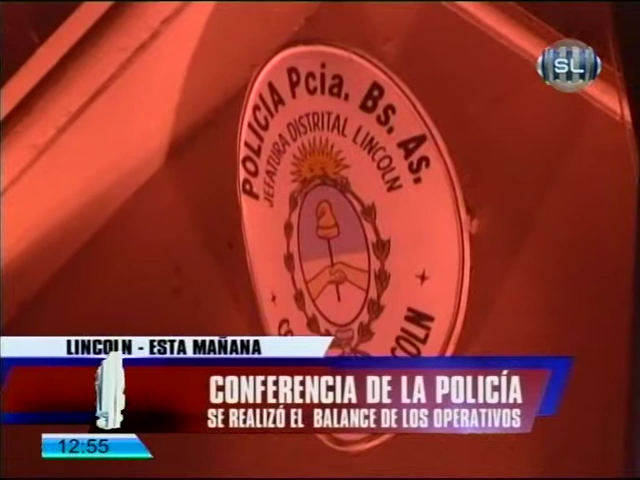 SL
POLICIA Pcia. Bs. As.
JEFATURA DISTRITAL LINCOLN
LINCOLN - ESTA MAÑANA
CONFERENCIA DE LA POLICÍA
SE REALIZÓ EL BALANCE DE LOS OPERATIVOS
12:55